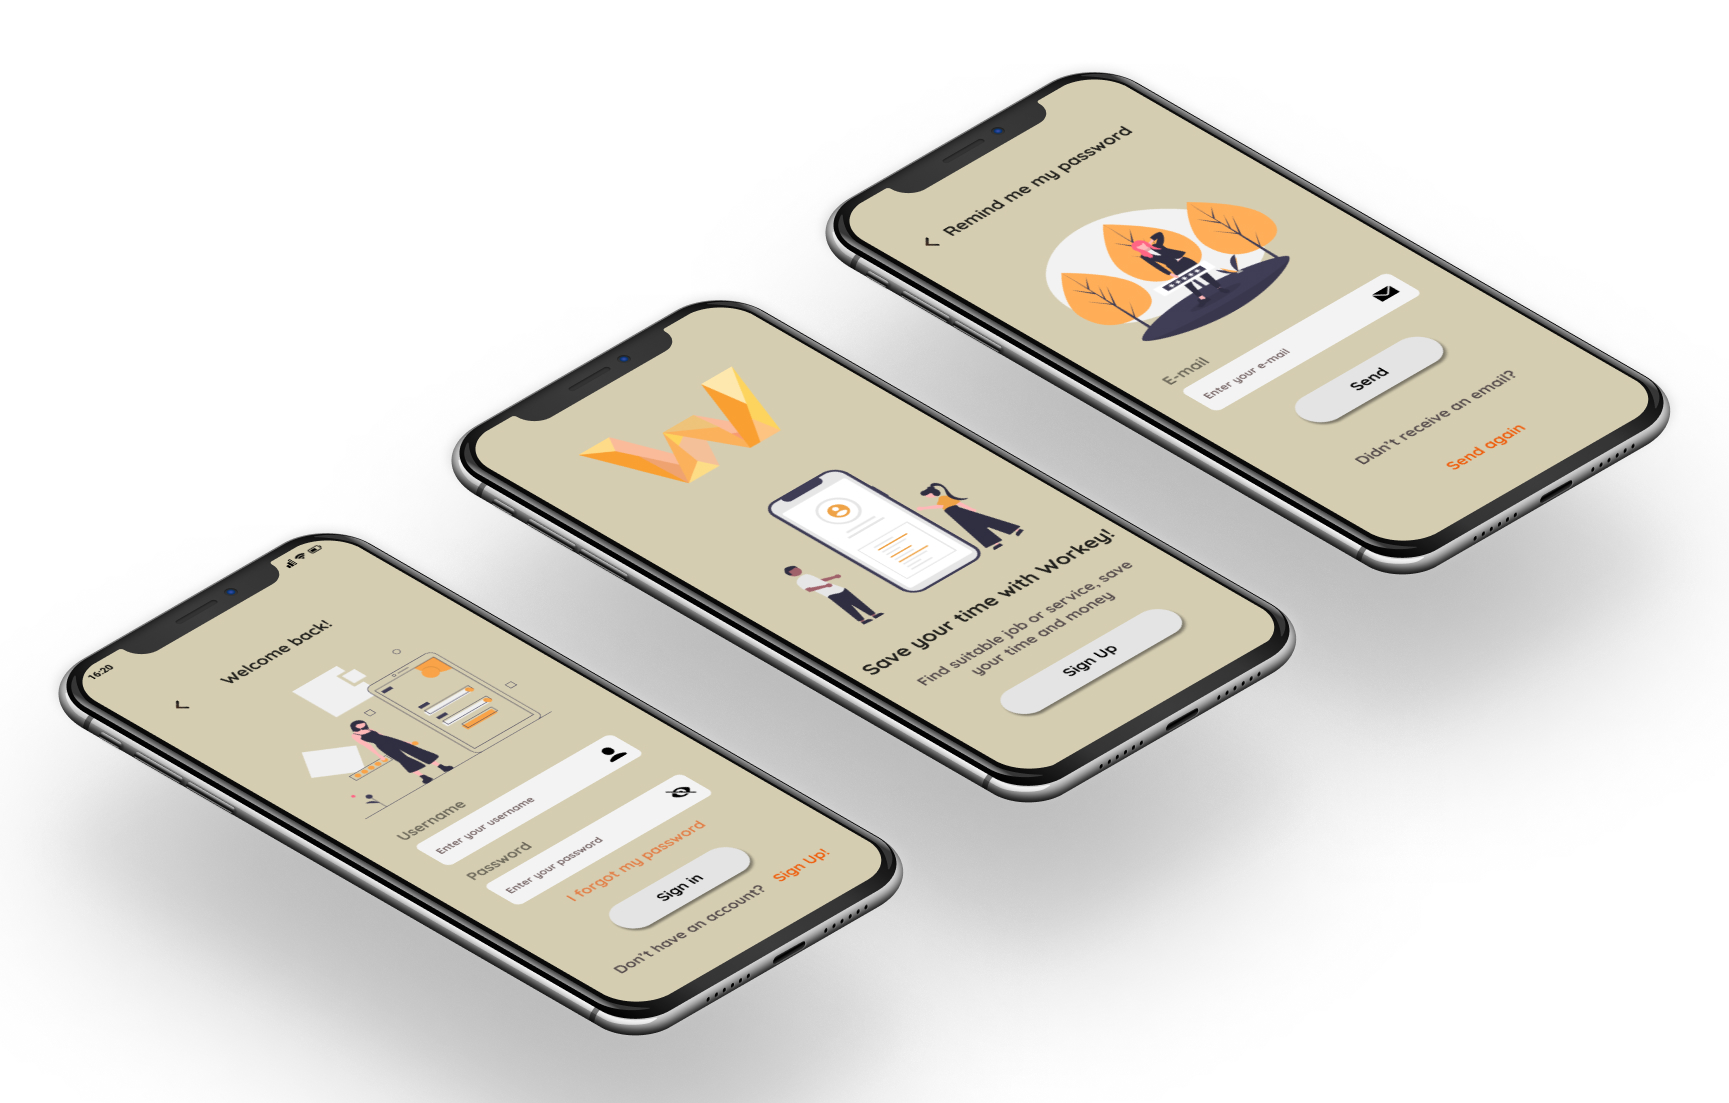 16:20
Welcome back!
Username
Enter your username
Password
Enter your password
I forgot my password
Sign in
Don't have an account? Sign Up!
W
Save your time with Workey!
Find suitable job or service, save
your time and money
Sign Up
Remind me my password
E-mail
Enter your e-mail
Send
Didn't receive an email?
Send again